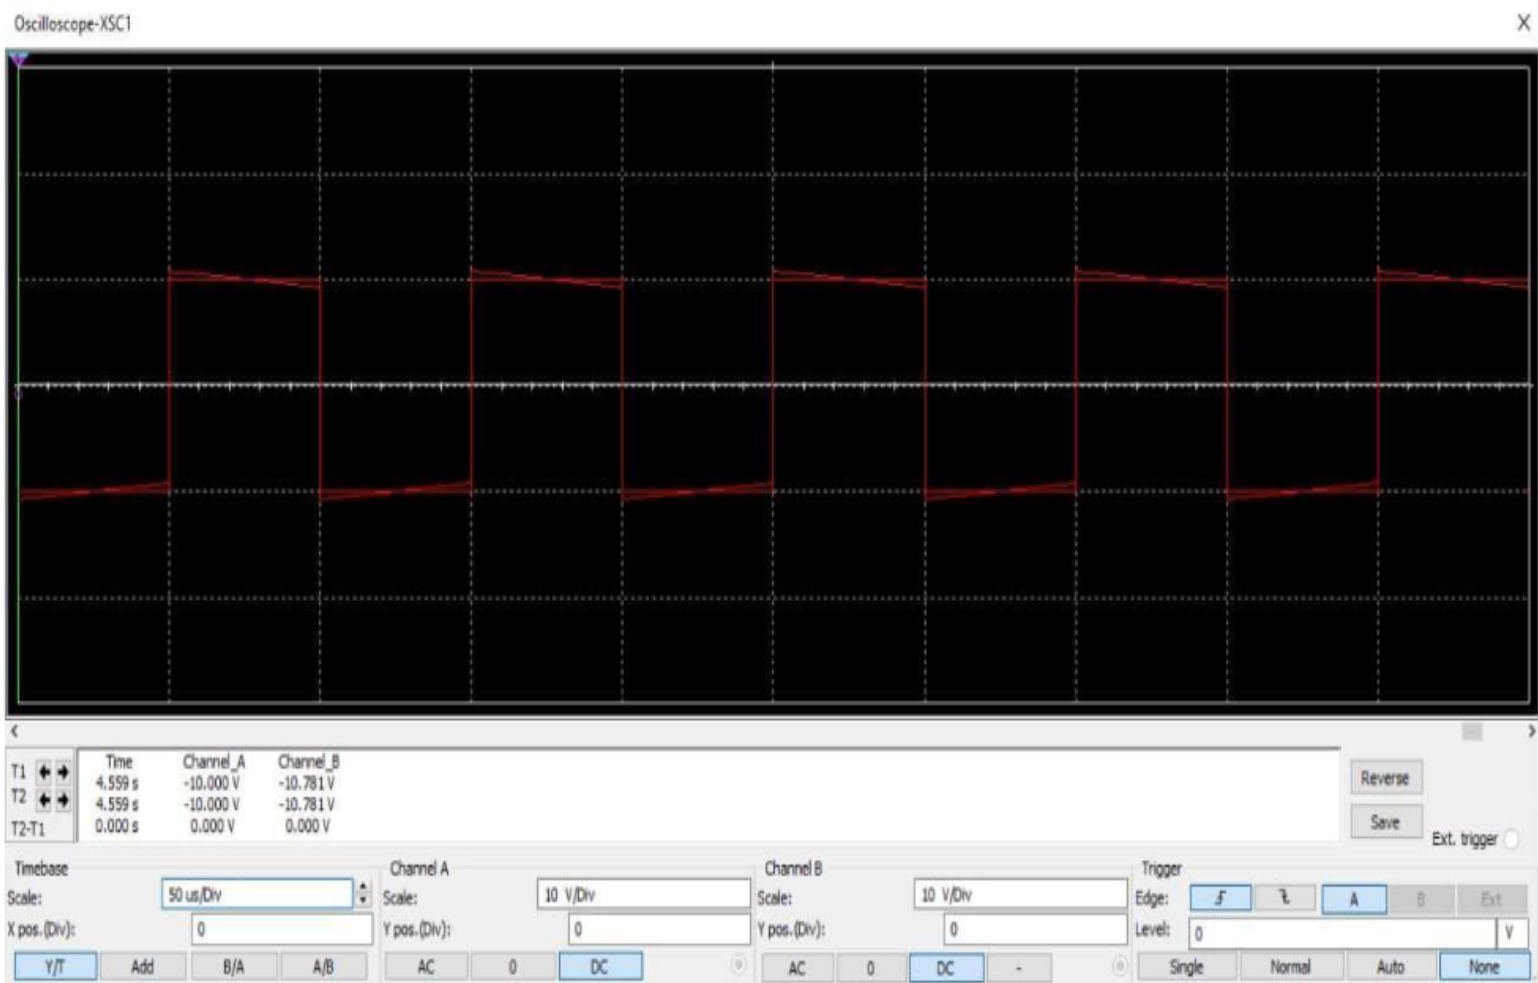 Oscilloscope-XSC1 X
Time Channel_A Channel_B
T1 4.559 s -10.000 V -10.781 V
T2 4.559 s -10.000 V -10.781 V
T2-T1 0.000 s 0.000 V 0.000 V
Reverse
Save
Ext. trigger
Timebase
Scale: 50 us/Div
X pos.(Div): 0
Y/T Add B/A A/B
Channel A
Scale: 10 V/Div
Y pos.(Div): 0
AC 0 DC
Channel B
Scale: 10 V/Div
Y pos.(Div): 0
AC 0 DC -
Trigger
Edge: A B Ext
Level: 0 V
Single Normal Auto None